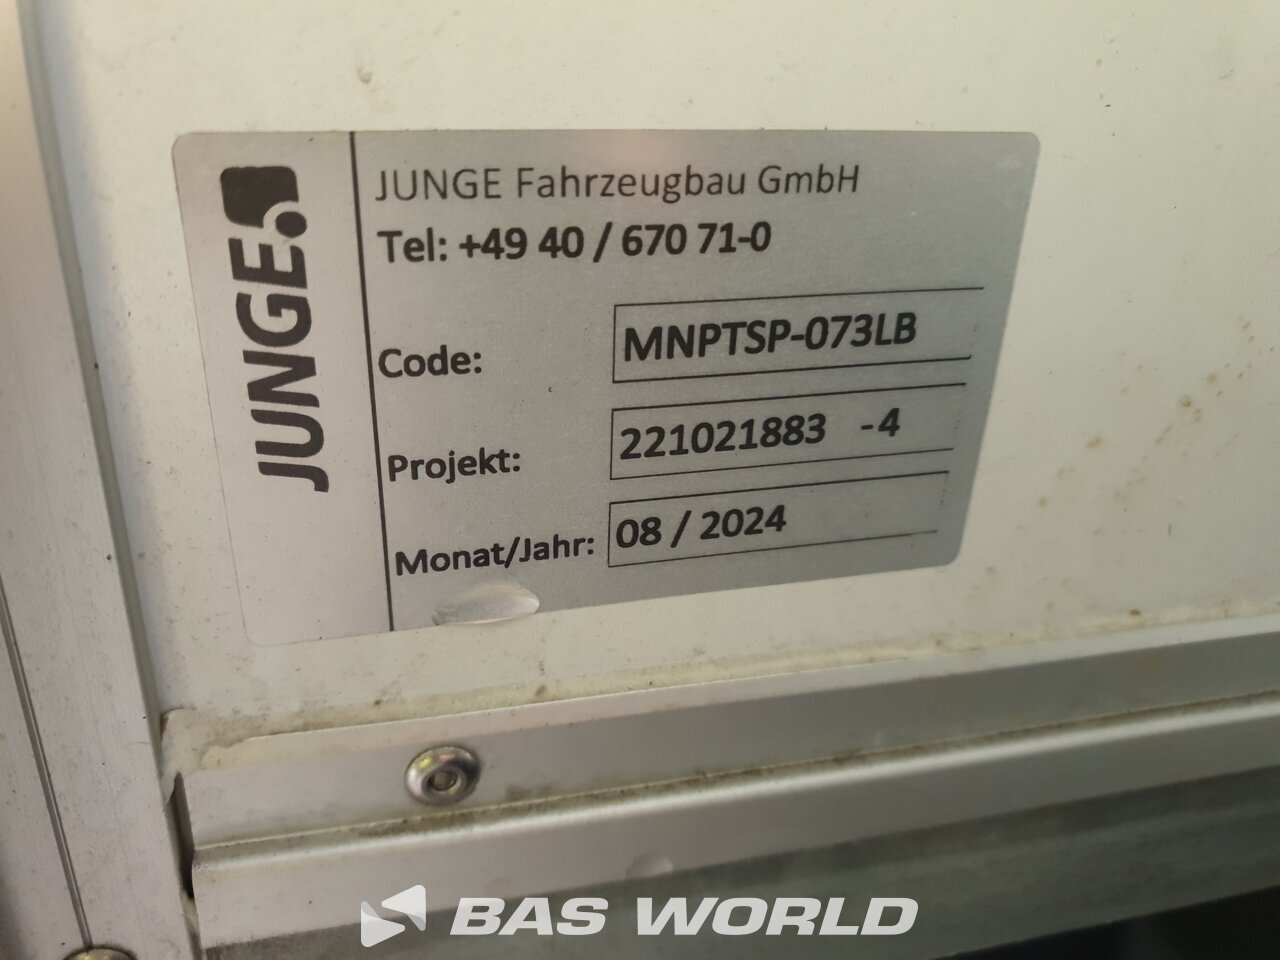 JUNGE
JUNGE Fahrzeugbau GmbH
Tel: +49 40 / 670 71-0
Code: MNPTSP-073LB
Projekt: 221021883 -4
Monat/Jahr: 08 / 2024
BAS WORLD